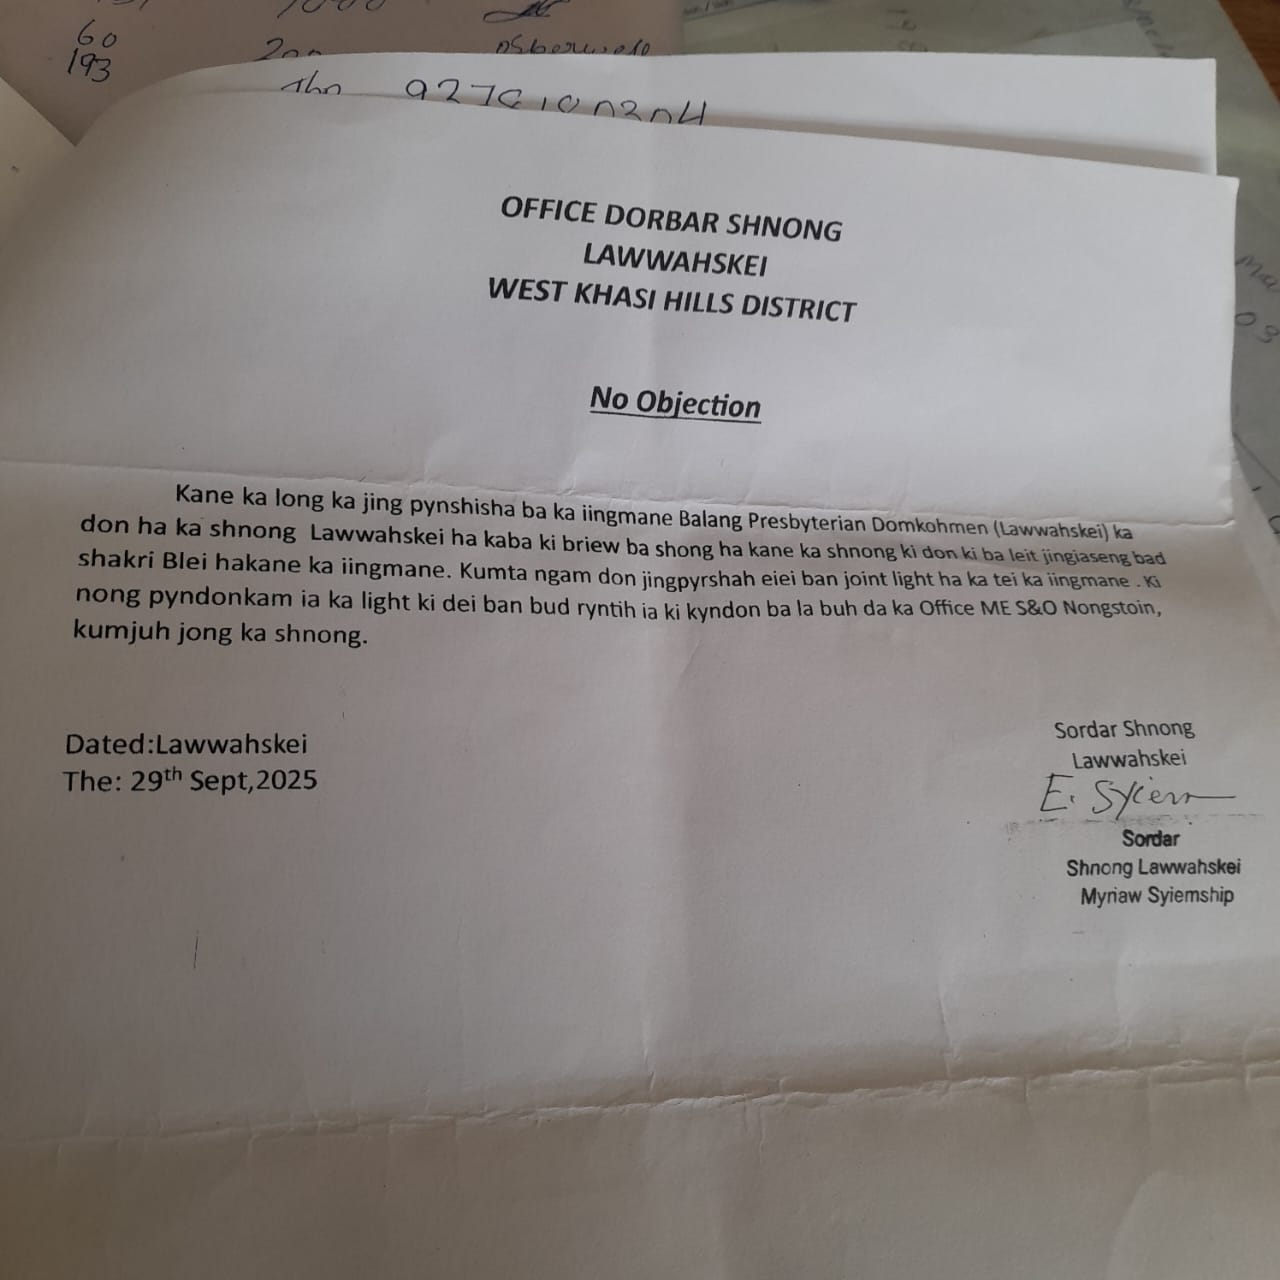 60
193
OFFICE DORBAR SHNONG
LAWWAHSKEI
WEST KHASI HILLS DISTRICT
No Objection
Kane ka long ka jing pynshisha ba ka iingmane Balang Presbyterian Domkohmen (Lawwahskei) ka
don ha ka shnong Lawwahskei ha kaba ki briew ba shong ha kane ka shnong ki don ki ba leit jingiaseng bad
shakri Blei hakane ka iingmane. Kumta ngam don jingpyrshah eiei ban joint light ha ka tei ka iingmane . Ki
nong pyndonkam ia ka light ki dei ban bud ryntih ia ki kyndon ba la buh da ka Office ME S&O Nongstoin,
kumjuh jong ka shnong.
Dated:Lawwahskei
The: 29th Sept,2025
Sordar Shnong
Lawwahskei
E. Syiem
Sordar
Shnong Lawwahskei
Myriaw Syiemship